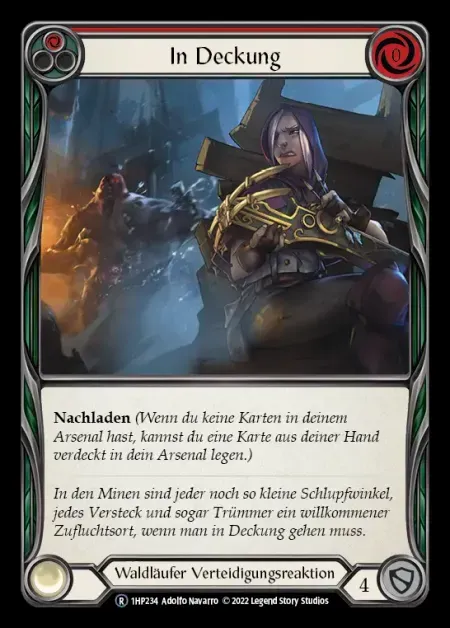 In Deckung
0
Nachladen (Wenn du keine Karten in deinem
Arsenal hast, kannst du eine Karte aus deiner Hand
verdeckt in dein Arsenal legen.)
In den Minen sind jeder noch so kleine Schlupfwinkel,
jedes Versteck und sogar Trümmer ein willkommener
Zufluchtsort, wenn man in Deckung gehen muss.
Waldläufer Verteidigungsreaktion
4
R 1HP234 Adolfo Navarro © 2022 Legend Story Studios